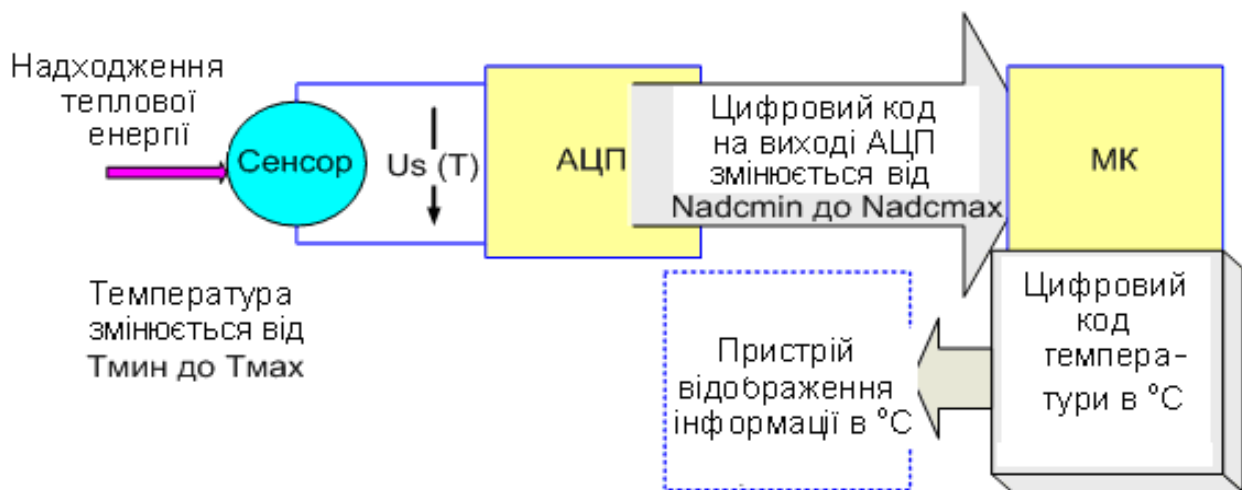 Надходження
теплової
енергії
Сенсор
Us (T)
АЦП
Цифровий код
на виході АЦП
змінюється від
Nadcmin до Nadcmax
МК
Температура
змінюється від
Тмин до Тмах
Пристрій
відображення
інформації в °C
Цифровий
код
темпера-
тури в °C